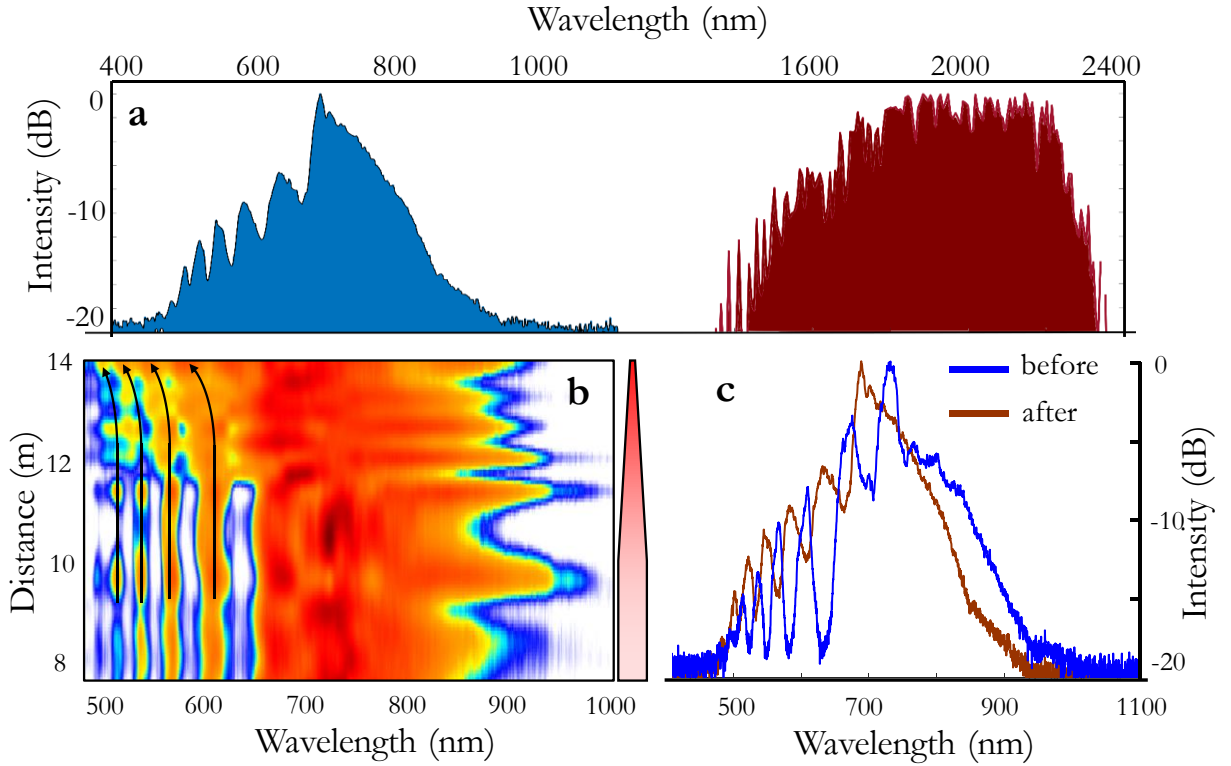 Wavelength (nm)
400 600 800 1000 1600 2000 2400
a
Intensity (dB)
0
-10
-20
b
Distance (m)
14
12
10
8
500 600 700 800 900 1000
Wavelength (nm)
c
before
after
0
-10
-20
Intensity (dB)
500 700 900 1100
Wavelength (nm)